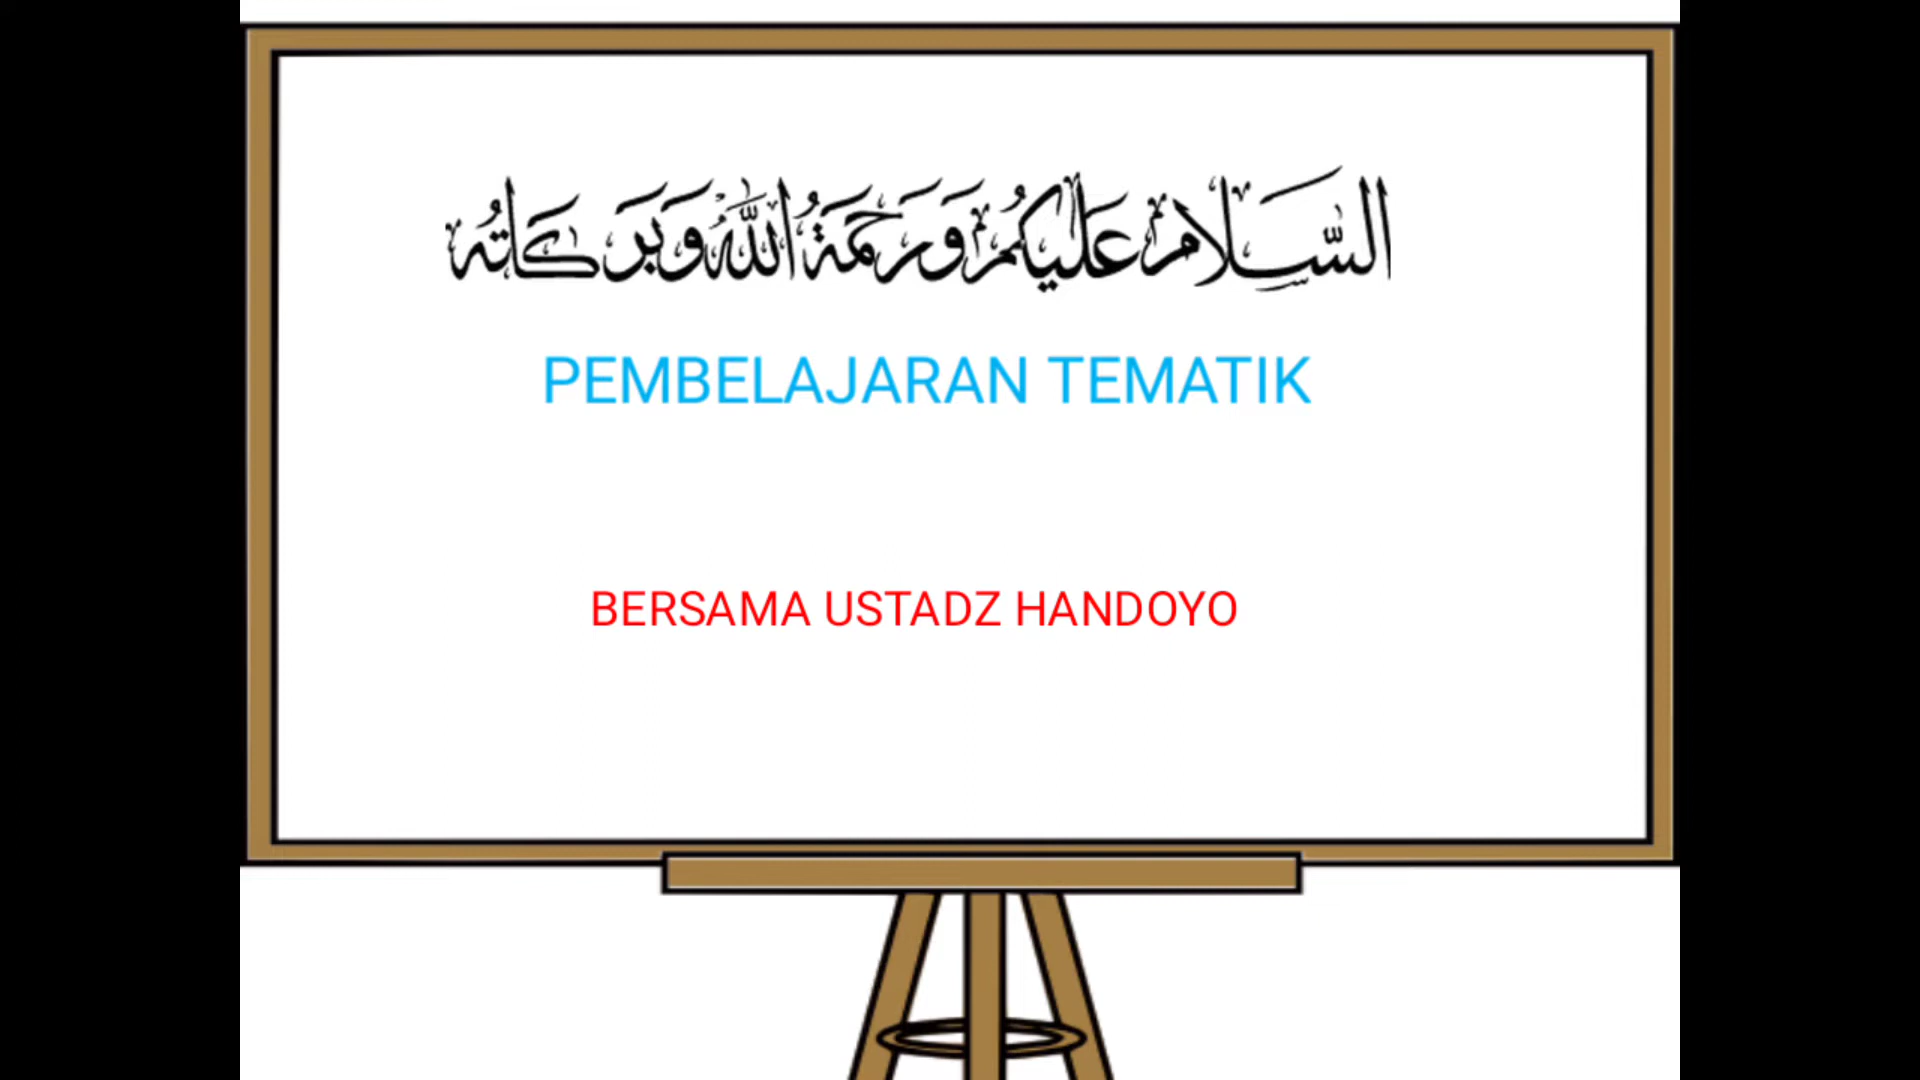 السَّلَامُ عَلَيْكُمْ وَرَحْمَةُ اللهِ وَبَرَكَاتُهُ
PEMBELAJARAN TEMATIK
BERSAMA USTADZ HANDOYO